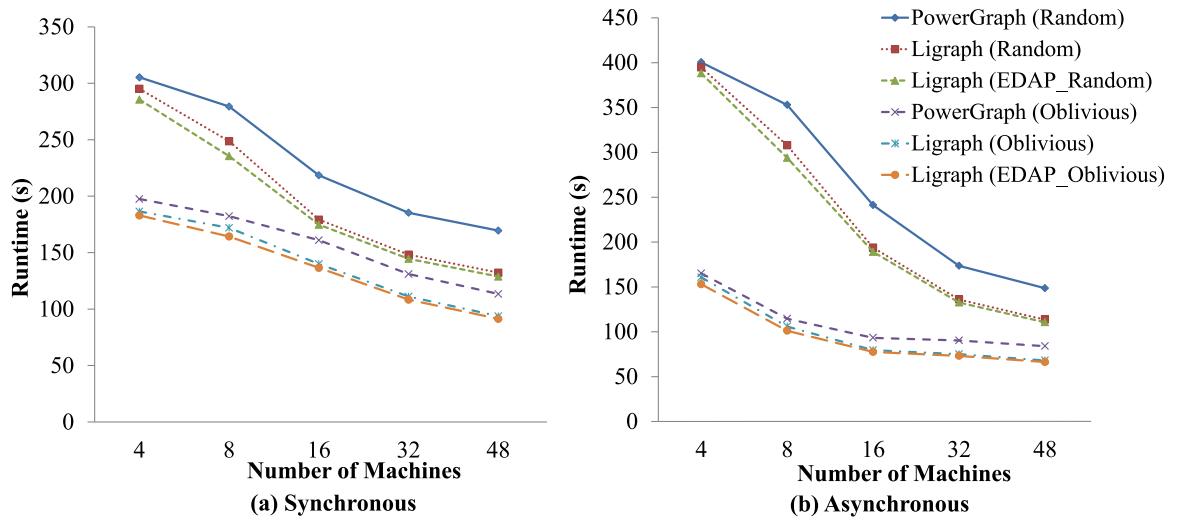 350
300
250
200
150
100
50
0
Runtime (s)
4 8 16 32 48
Number of Machines
(a) Synchronous
450
400
350
300
250
200
150
100
50
0
Runtime (s)
4 8 16 32 48
Number of Machines
(b) Asynchronous
PowerGraph (Random)
Ligraph (Random)
Ligraph (EDAP_Random)
PowerGraph (Oblivious)
Ligraph (Oblivious)
Ligraph (EDAP_Oblivious)